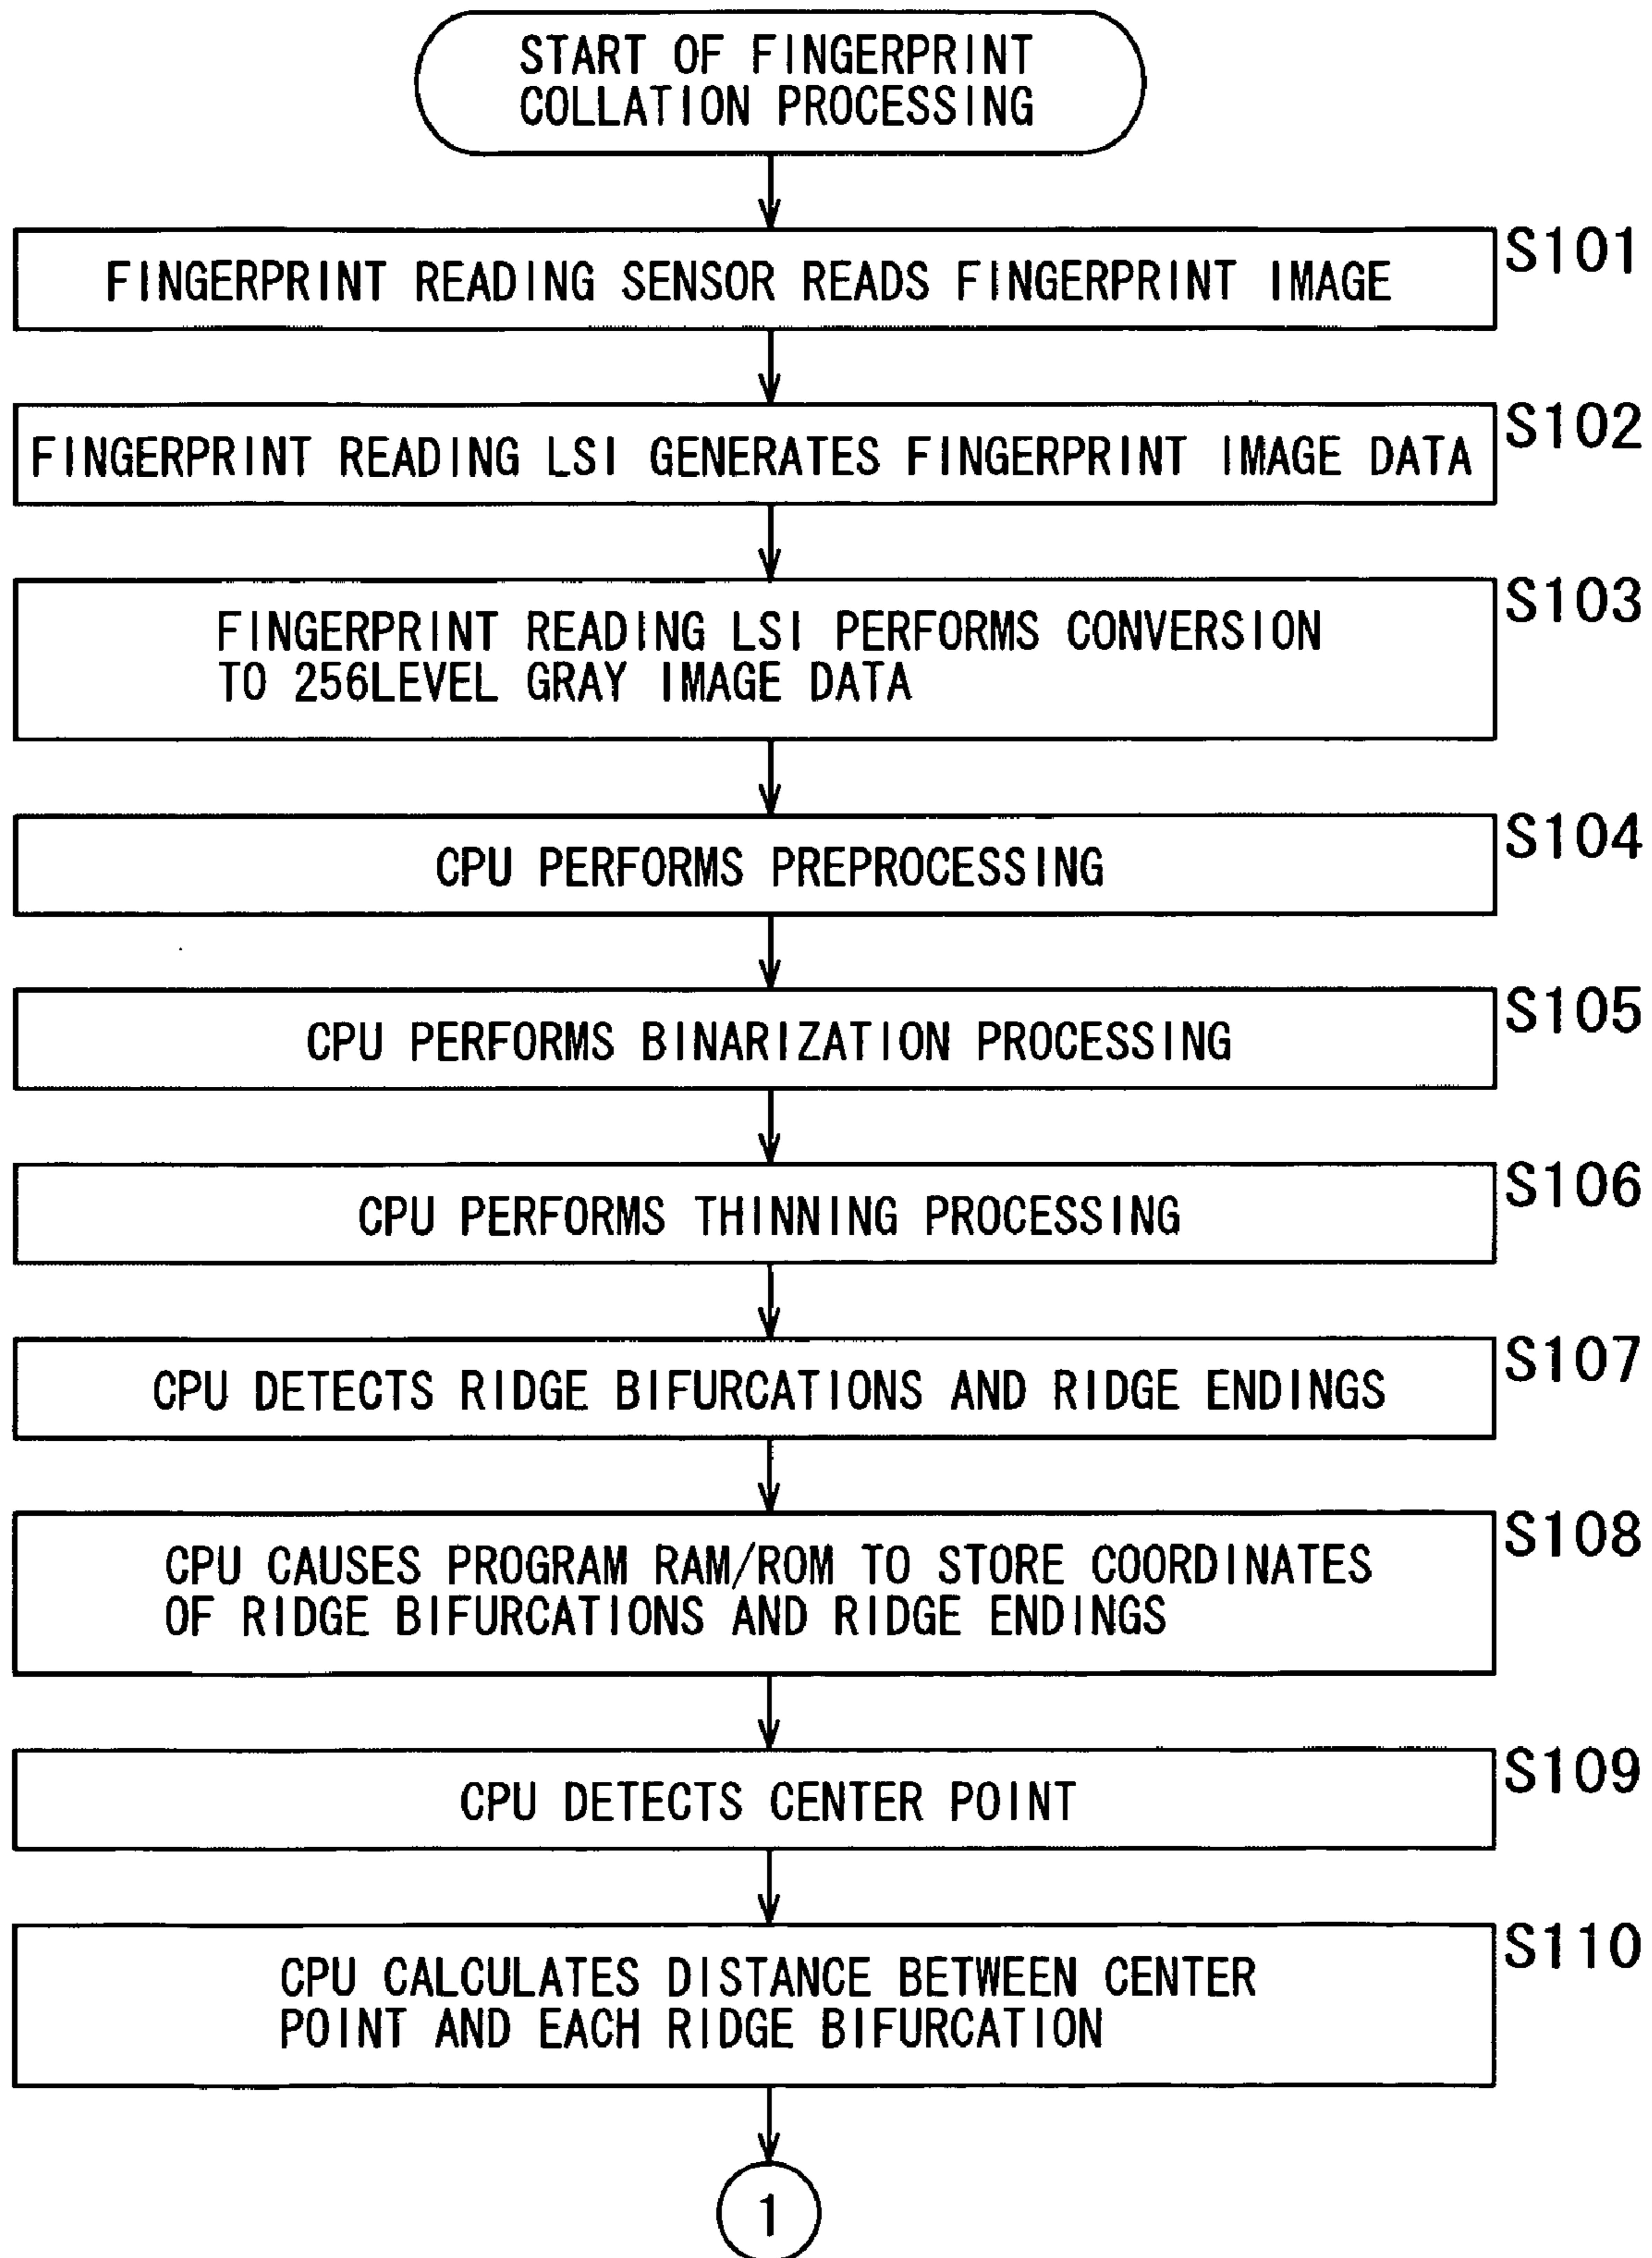 START OF FINGERPRINT
COLLATION PROCESSING
S101
FINGERPRINT READING SENSOR READS FINGERPRINT IMAGE
S102
FINGERPRINT READING LSI GENERATES FINGERPRINT IMAGE DATA
S103
FINGERPRINT READING LSI PERFORMS CONVERSION
TO 256LEVEL GRAY IMAGE DATA
S104
CPU PERFORMS PREPROCESSING
S105
CPU PERFORMS BINARIZATION PROCESSING
S106
CPU PERFORMS THINNING PROCESSING
S107
CPU DETECTS RIDGE BIFURCATIONS AND RIDGE ENDINGS
S108
CPU CAUSES PROGRAM RAM/ROM TO STORE COORDINATES
OF RIDGE BIFURCATIONS AND RIDGE ENDINGS
S109
CPU DETECTS CENTER POINT
S110
CPU CALCULATES DISTANCE BETWEEN CENTER
POINT AND EACH RIDGE BIFURCATION
1